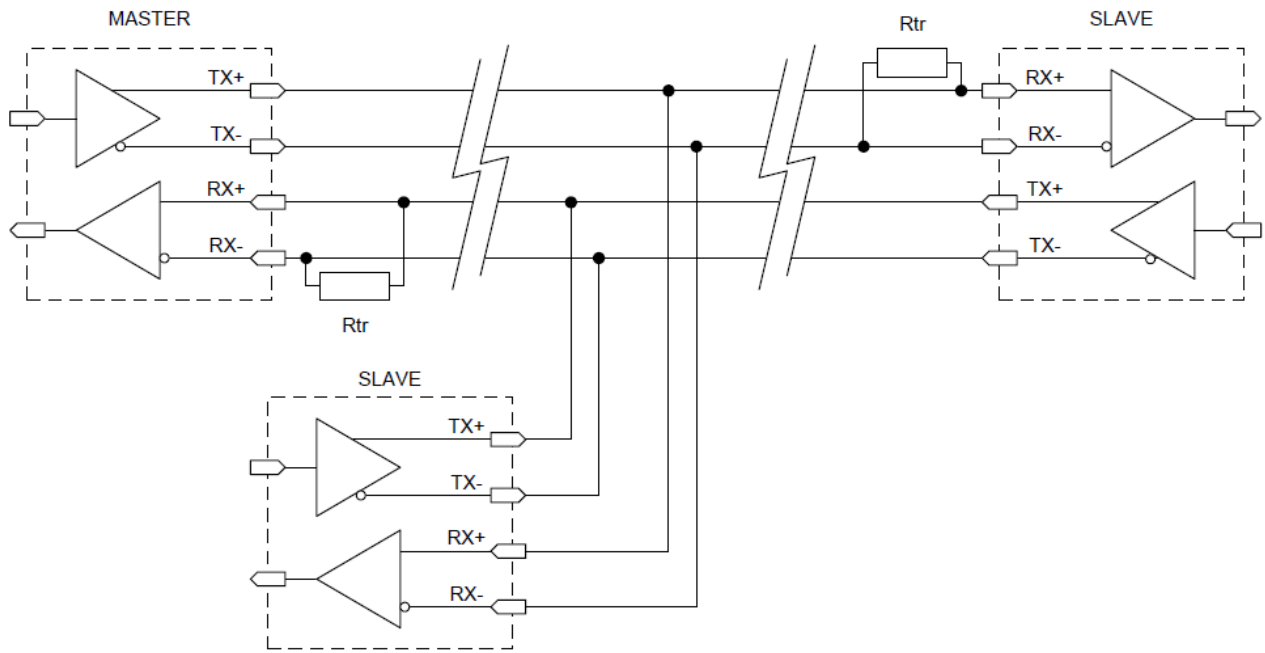 MASTER
Rtr
SLAVE
TX+
RX+
TX-
RX-
RX+
TX+
RX-
TX-
Rtr
SLAVE
TX+
TX-
RX+
RX-